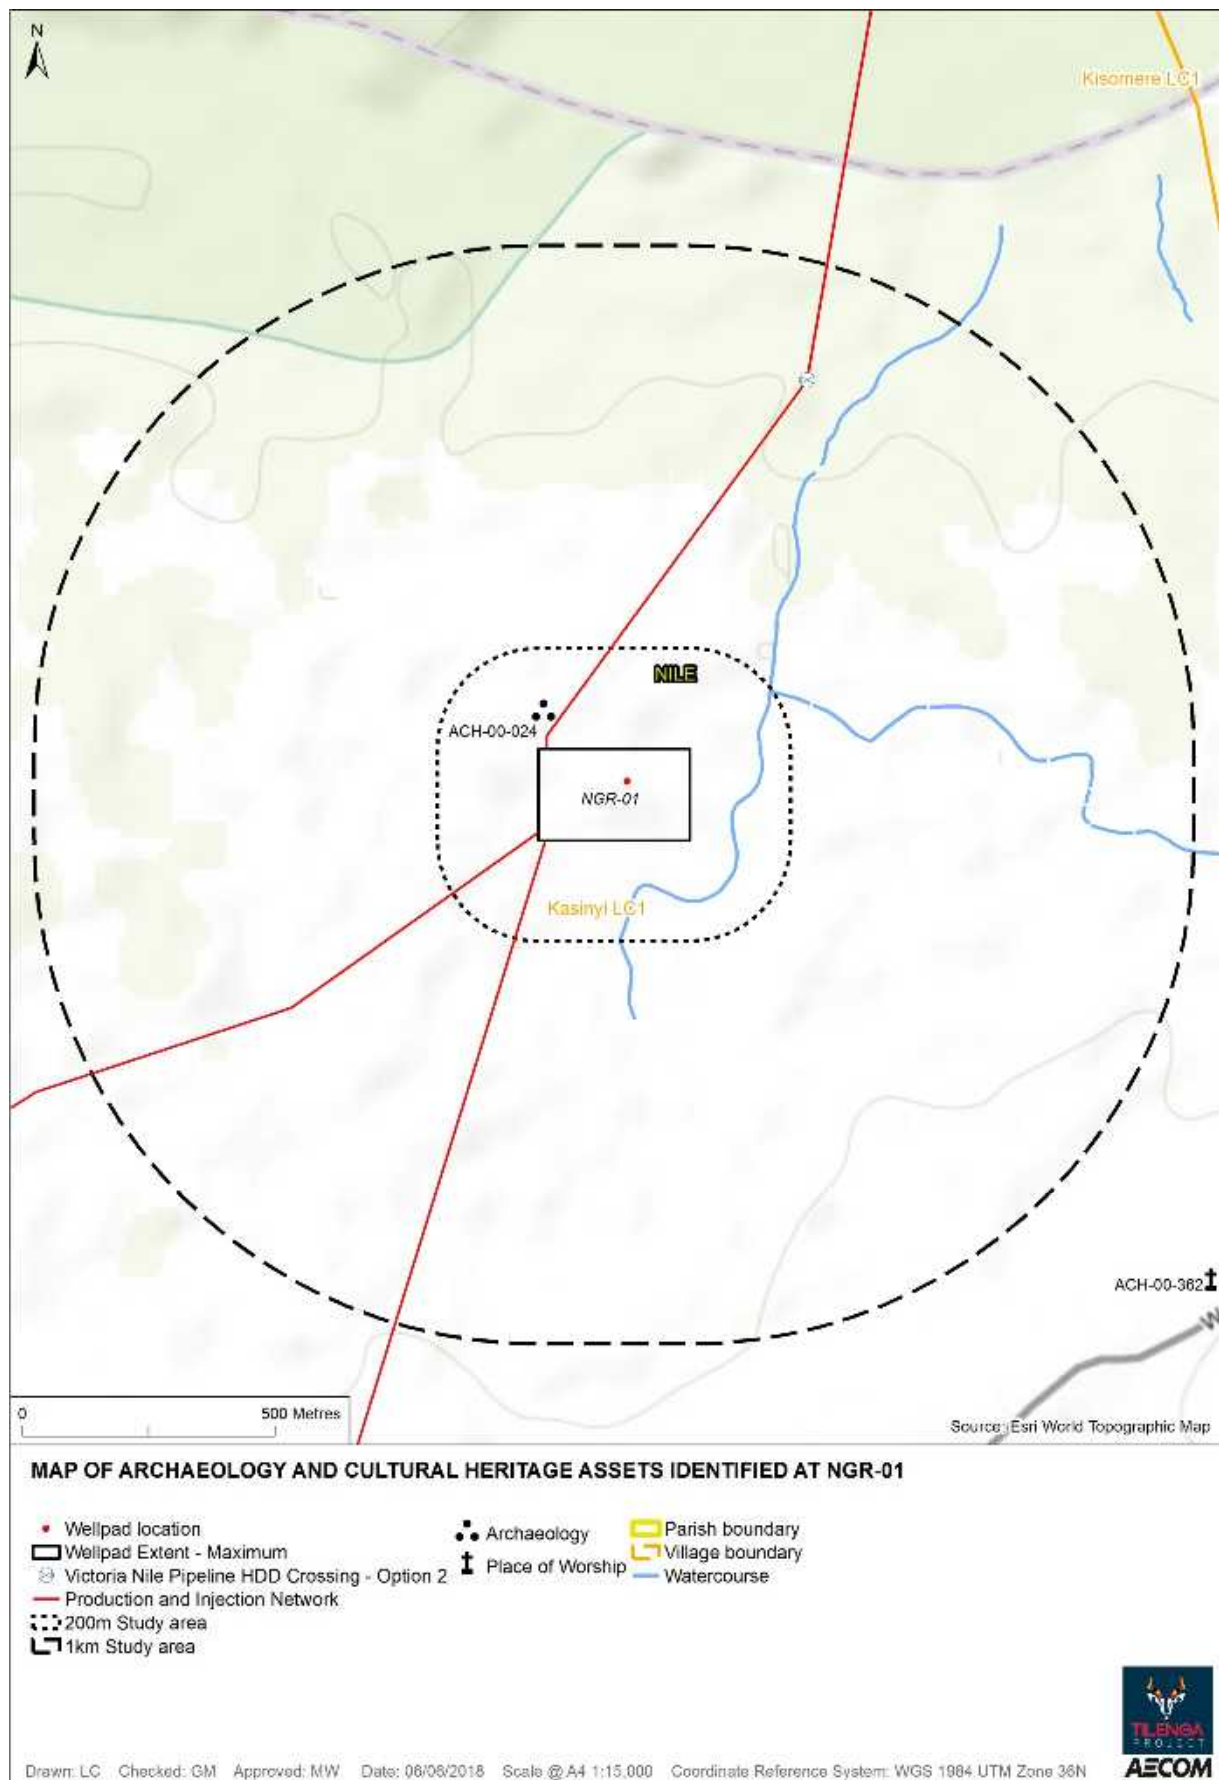 N
Kisomere LC1
NILE
ACH-00-024
NGR-01
Kasinyi LC1
ACH-00-362
W
0 500 Metres
Source: Esri World Topographic Map
MAP OF ARCHAEOLOGY AND CULTURAL HERITAGE ASSETS IDENTIFIED AT NGR-01
Wellpad location
Wellpad Extent - Maximum
Victoria Nile Pipeline HDD Crossing - Option 2
Production and Injection Network
200m Study area
1km Study area
Archaeology
Place of Worship
Parish boundary
Village boundary
Watercourse
TILENGA
PROJECT
AECOM
Drawn: LC Checked: GM Approved: MW Date: 06/06/2018 Scale @ A4 1:15,000 Coordinate Reference System: WGS 1984 UTM Zone 36N